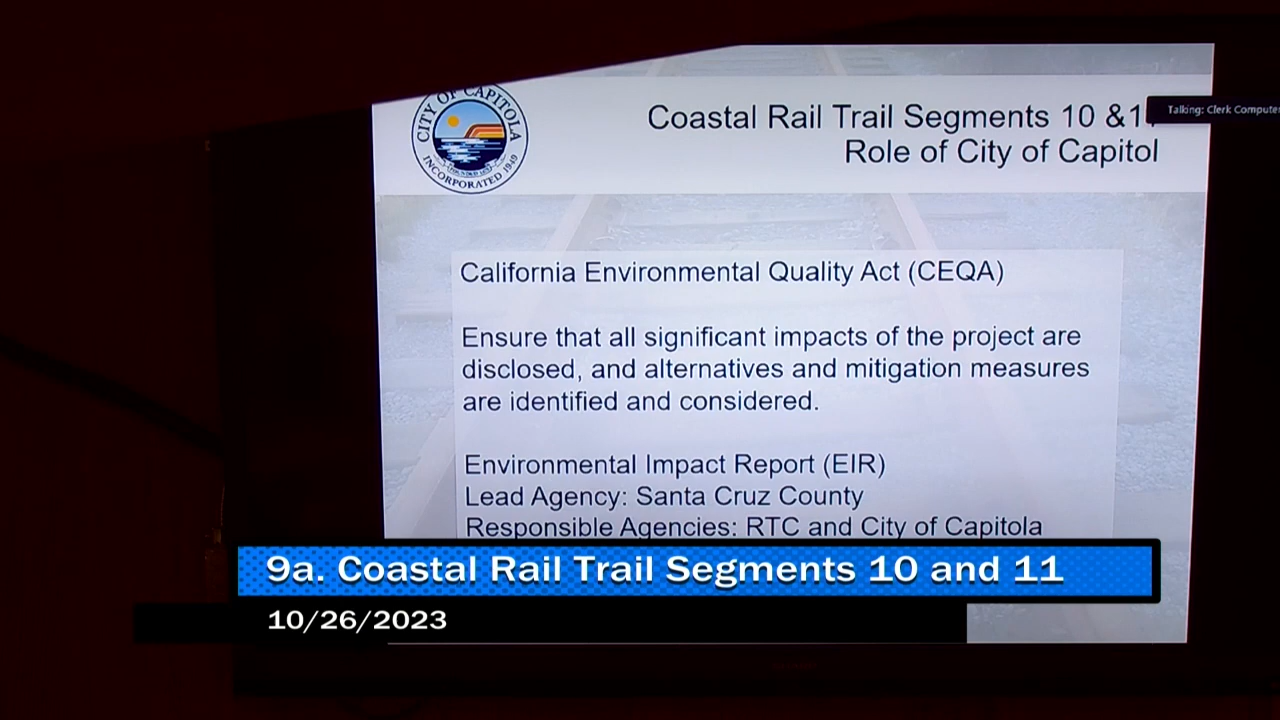 CITY OF CAPITOLA
INCORPORATED 1949
Coastal Rail Trail Segments 10 &1
Role of City of Capitol
Talking: Clerk Computer
California Environmental Quality Act (CEQA)
Ensure that all significant impacts of the project are
disclosed, and alternatives and mitigation measures
are identified and considered.
Environmental Impact Report (EIR)
Lead Agency: Santa Cruz County
Responsible Agencies: RTC and City of Capitola
9a. Coastal Rail Trail Segments 10 and 11
10/26/2023